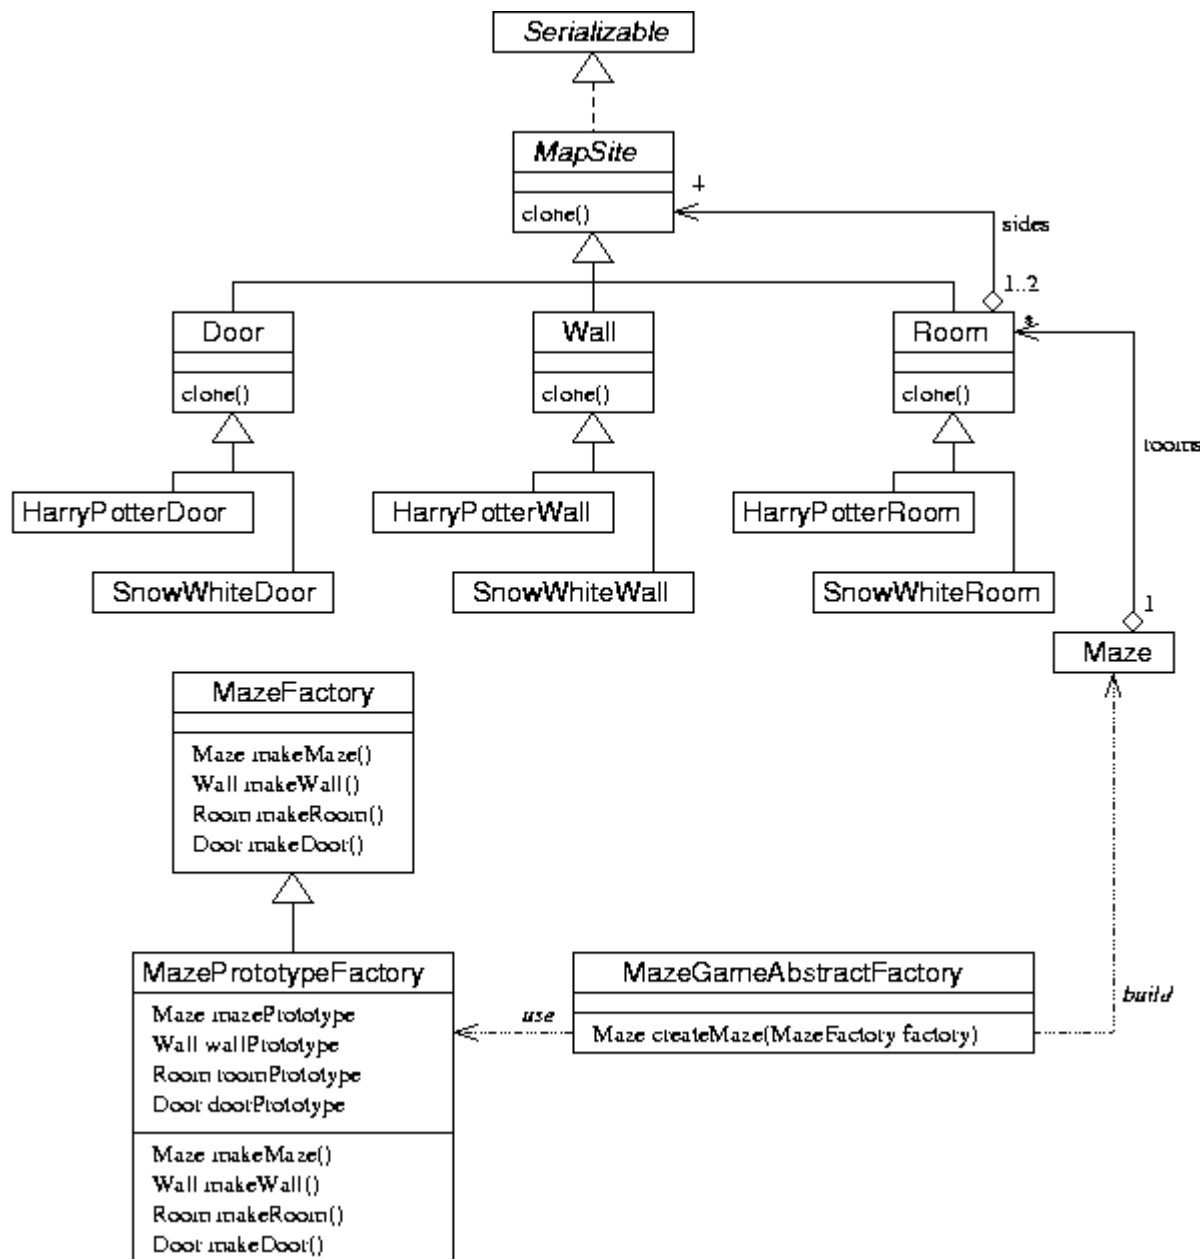 Serializable
MapSite
clone()
4
sides
1..2
Door
Wall
Room
*
clone()
clone()
clone()
rooms
HarryPotterDoor
HarryPotterWall
HarryPotterRoom
SnowWhiteDoor
SnowWhiteWall
SnowWhiteRoom
1
Maze
MazeFactory
Maze makeMaze()
Wall makeWall()
Room makeRoom()
Door makeDoor()
MazePrototypeFactory
Maze mazePrototype
Wall wallPrototype
Room roomPrototype
Door doorPrototype
Maze makeMaze()
Wall makeWall()
Room makeRoom()
Door makeDoor()
use
MazeGameAbstractFactory
Maze createMaze(MazeFactory factory)
build